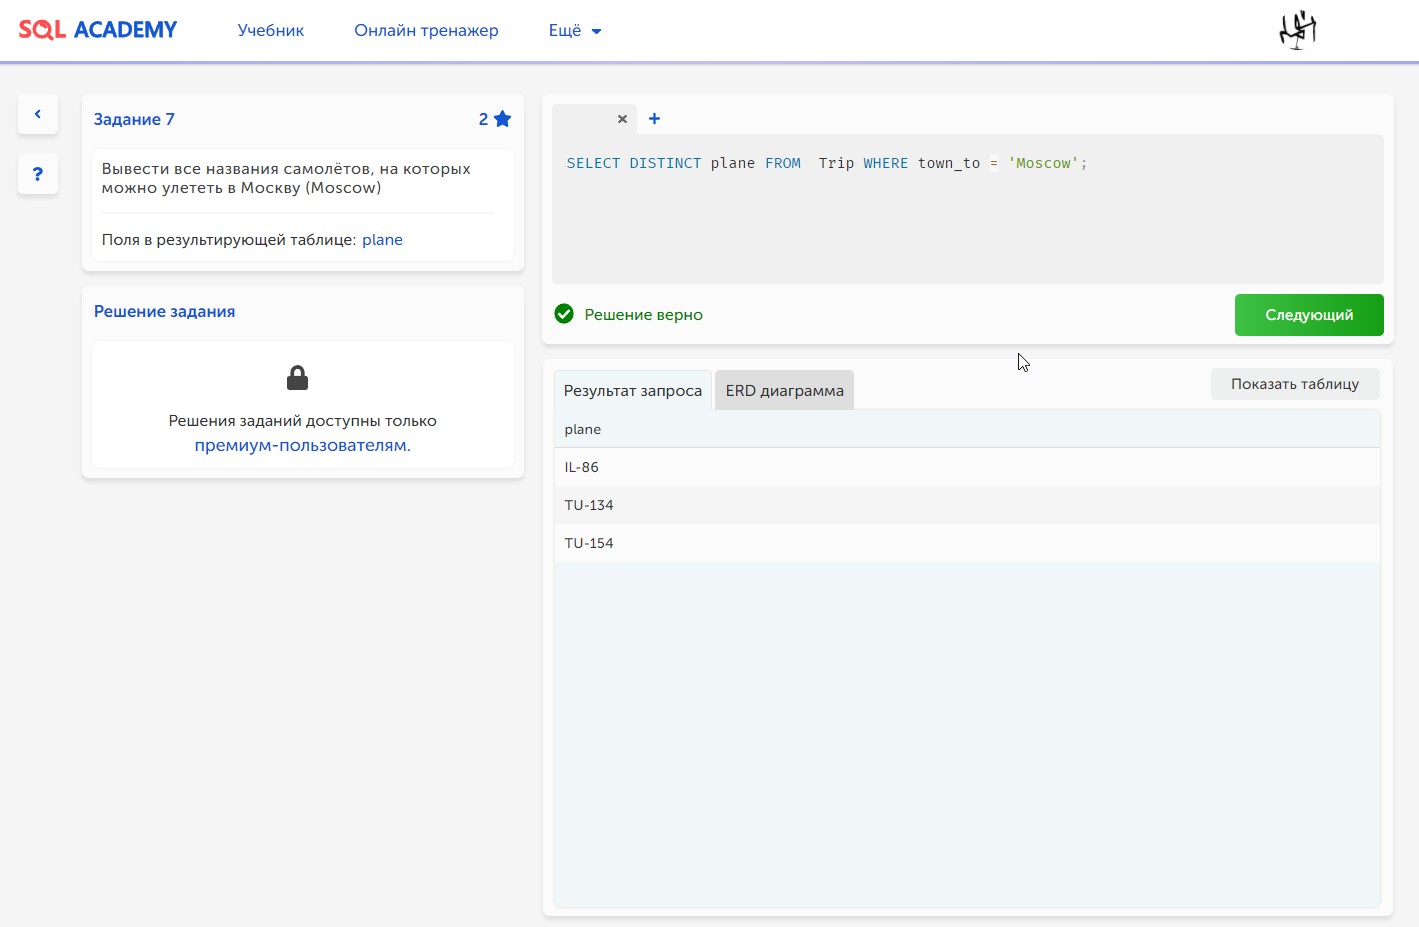 SQL ACADEMY
Учебник
Онлайн тренажер
Ещё
Задание 7
2
Вывести все названия самолётов, на которых
можно улететь в Москву (Moscow)
Поля в результирующей таблице: plane
Решение задания
Решения заданий доступны только
премиум-пользователям.
SELECT DISTINCT plane FROM  Trip WHERE town_to = 'Moscow';
Решение верно
Следующий
Результат запроса
ERD диаграмма
Показать таблицу
plane
IL-86
TU-134
TU-154